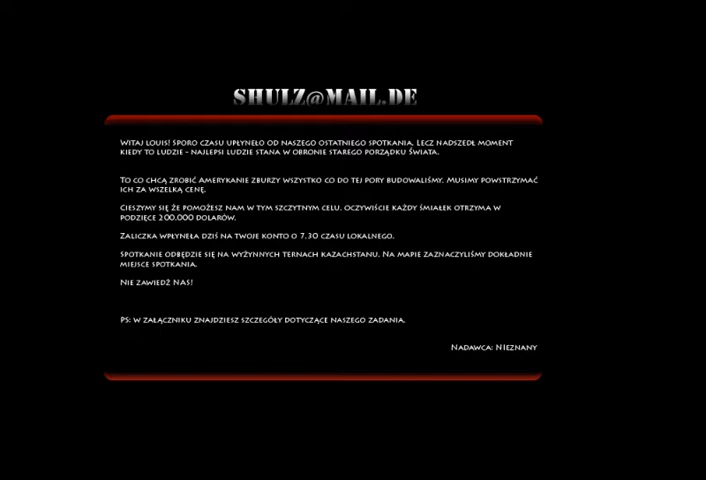 SHULZ@MAIL.DE
Witaj Louis! Sporo czasu upłyneło od naszego ostatniego spotkania. Lecz nadszedł moment
kiedy to ludzie - najlepsi ludzie stana w obronie starego porządku świata.
To co chcą zrobić Amerykanie zburzy wszystko co do tej pory budowaliśmy. Musimy powstrzymać
ich za wszelką cenę.
Cieszymy się że pomożesz nam w tym szczytnym celu. oczywiście każdy śmiałek otrzyma w
podzięce 200.000 dolarów.
Zaliczka wpłyneła dziś na twoje konto o 7.30 czasu lokalnego.
Spotkanie odbędzie się na wyżynnych ternach kazachstanu. Na mapie zaznaczyliśmy dokładnie
miejsce spotkania.
Nie zawiedź nas!
PS: w załączniku znajdziesz szczegóły dotyczące naszego zadania.
Nadawca: NIeznany